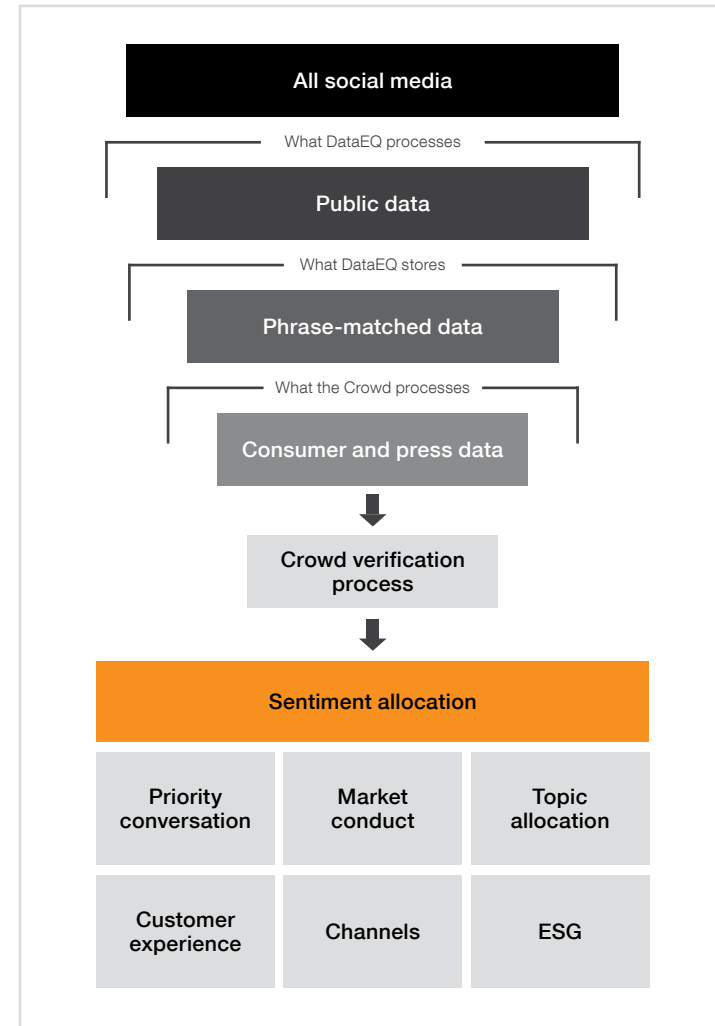 All social media
What DataEQ processes
Public data
What DataEQ stores
Phrase-matched data
What the Crowd processes
Consumer and press data
Crowd verification
process
Sentiment allocation
Priority
conversation
Market
conduct
Topic
allocation
Customer
experience
Channels
ESG